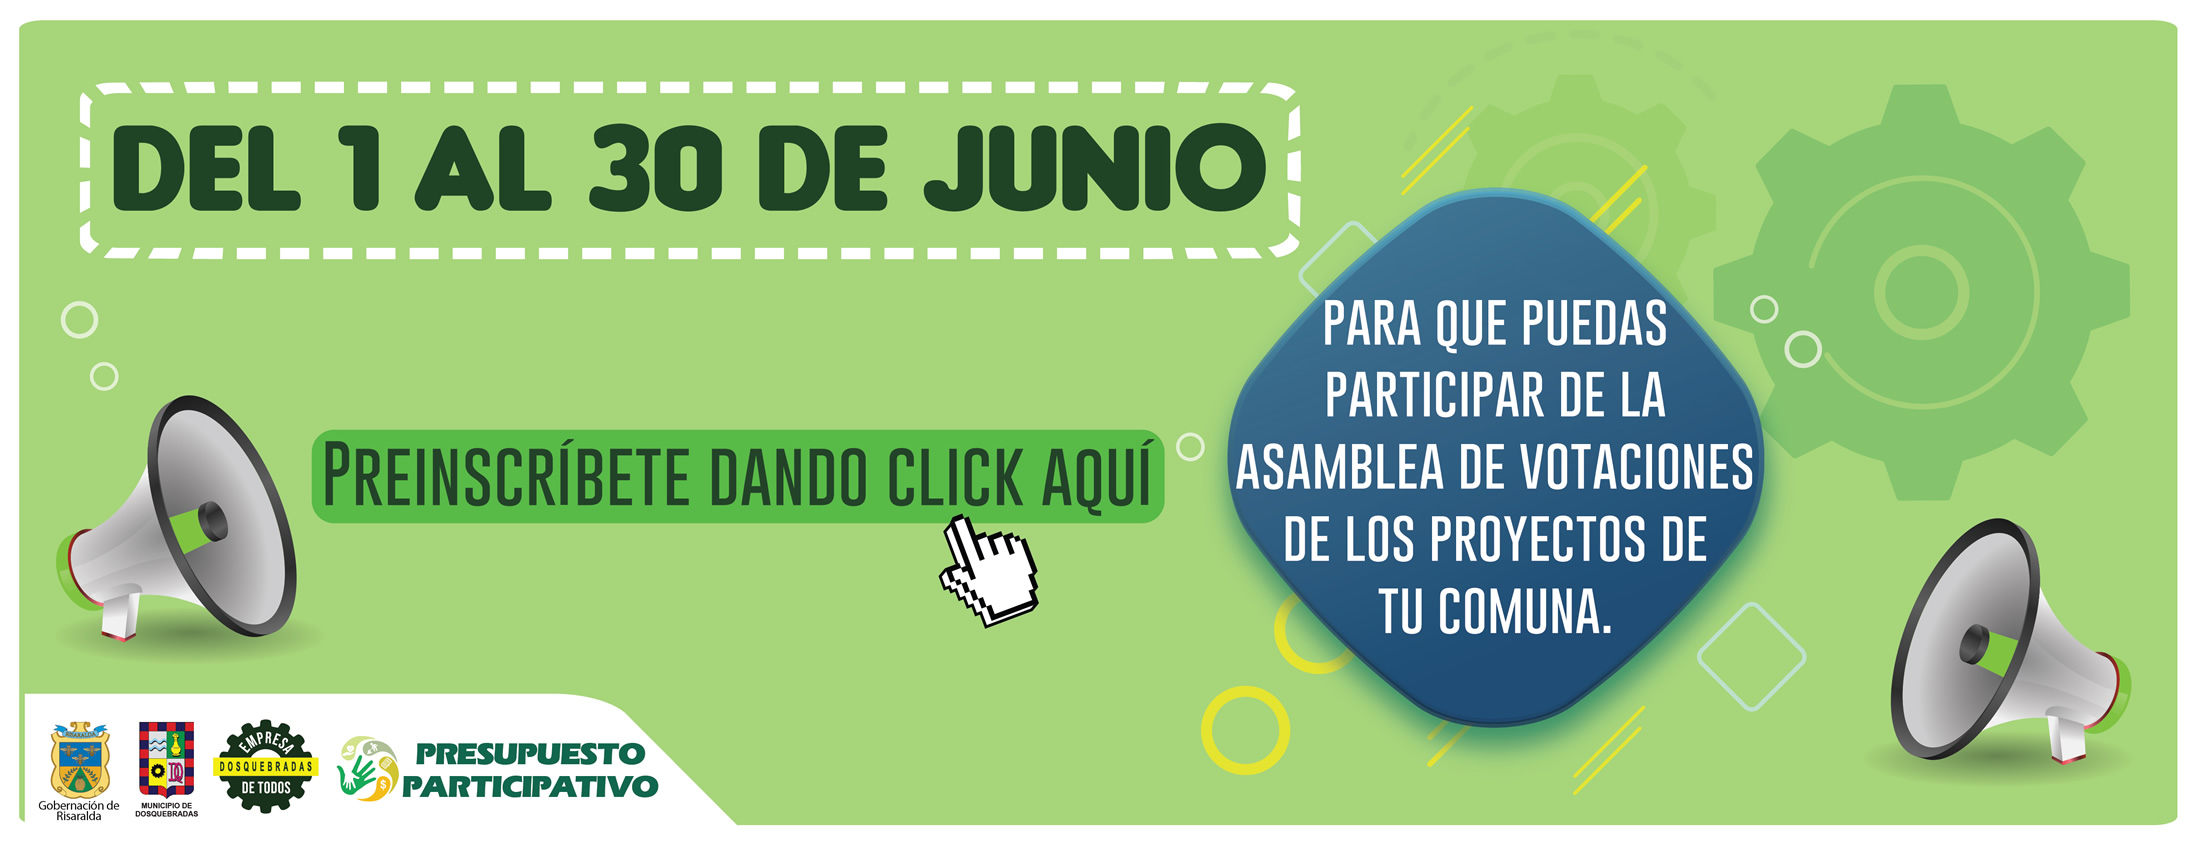 DEL 1 AL 30 DE JUNIO
PREINSCRÍBETE DANDO CLICK AQUÍ
PARA QUE PUEDAS
PARTICIPAR DE LA
ASAMBLEA DE VOTACIONES
DE LOS PROYECTOS DE
TU COMUNA.
RISARALDA
Gobernación de
Risaralda
MUNICIPIO DE
DOSQUEBRADAS
EMPRESA
DOSQUEBRADAS
DE TODOS
PRESUPUESTO
PARTICIPATIVO